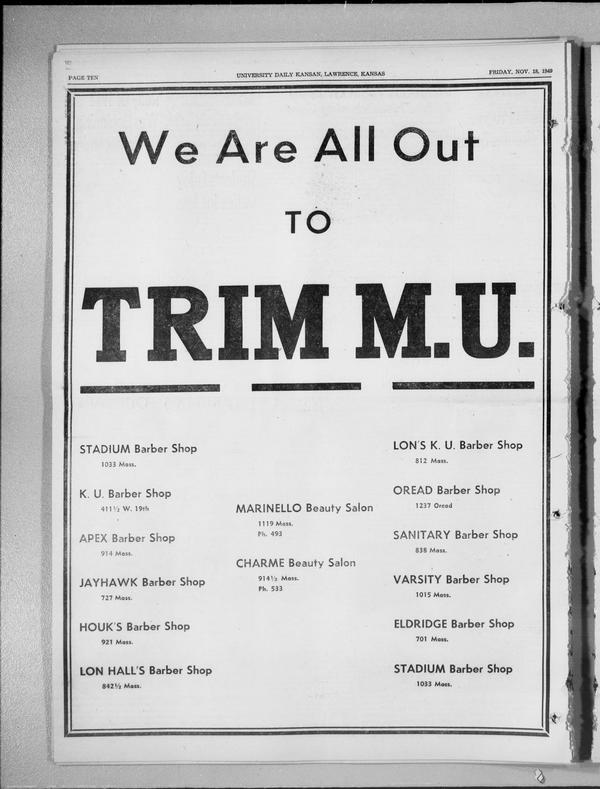 PAGE TEN
UNIVERSITY DAILY KANSAN, LAWRENCE, KANSAS
FRIDAY, NOV. 18, 1949
We Are All Out
TO
TRIM M.U.
STADIUM Barber Shop
1033 Mass.
K. U. Barber Shop
411½ W. 19th
APEX Barber Shop
914 Mass.
JAYHAWK Barber Shop
727 Mass.
HOUK'S Barber Shop
921 Mass.
LON HALL'S Barber Shop
842½ Mass.
MARINELLO Beauty Salon
1119 Mass.
Ph. 493
CHARME Beauty Salon
914½ Mass.
Ph. 533
LON'S K. U. Barber Shop
812 Mass.
OREAD Barber Shop
1237 Oread
SANITARY Barber Shop
838 Mass.
VARSITY Barber Shop
1015 Mass.
ELDRIDGE Barber Shop
701 Mass.
STADIUM Barber Shop
1033 Mass.